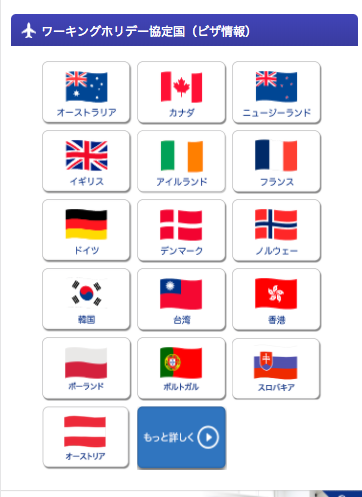 ワーキングホリデー協定国（ビザ情報）
オーストラリア
カナダ
ニュージーランド
イギリス
アイルランド
フランス
ドイツ
デンマーク
ノルウェー
韓国
台湾
香港
ポーランド
ポルトガル
スロバキア
オーストリア
もっと詳しく